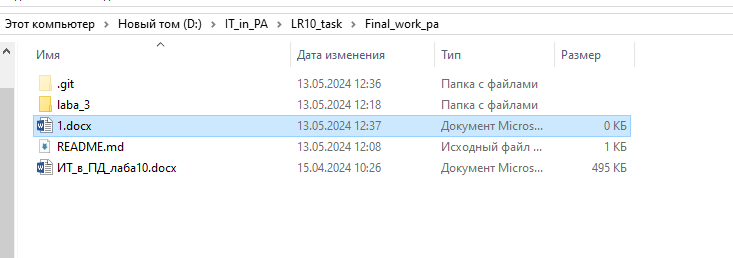 Этот компьютер > Новый том (D:) > IT_in_PA > LR10_task > Final_work_pa
Имя Дата изменения Тип Размер
.git 13.05.2024 12:36 Папка с файлами
laba_3 13.05.2024 12:18 Папка с файлами
1.docx 13.05.2024 12:37 Документ Micros... 0 КБ
README.md 13.05.2024 12:08 Исходный файл ... 1 КБ
ИТ_в_ПД_лаба10.docx 15.04.2024 10:26 Документ Micros... 495 КБ